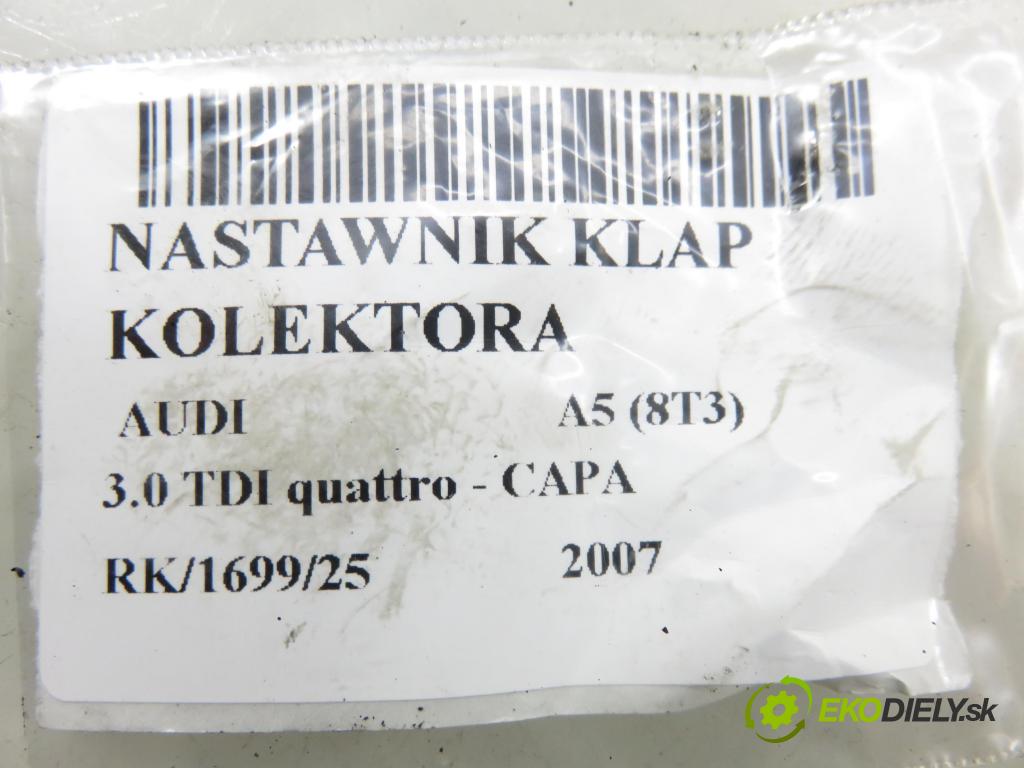 NASTAWNIK KLAP
KOLEKTORA
AUDI A5 (8T3)
3.0 TDI quattro - CAPA
RK/1699/25 2007
EKODIELY.sk